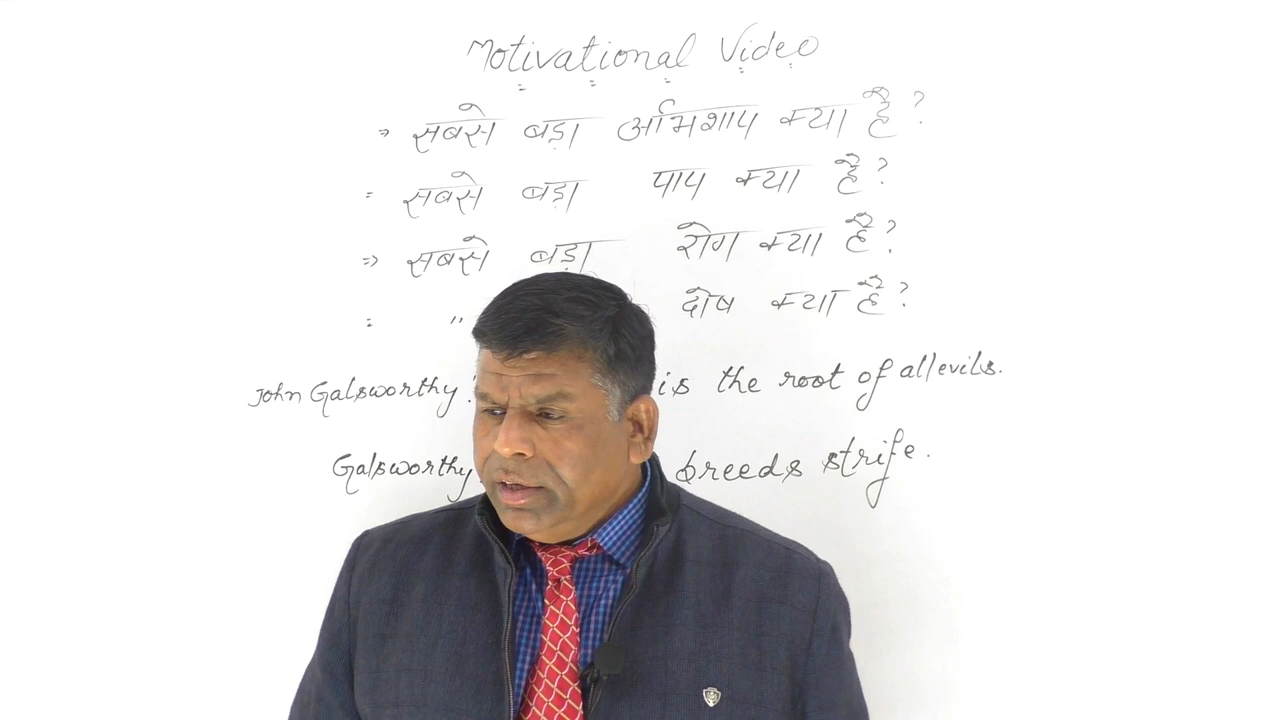 Motivational Video
⇒ सबसे बड़ा अभिशाप क्या है ?
= सबसे बड़ा पाप क्या है ?
⇒ सबसे बड़ा रोग क्या है ?
= " दोष क्या है ?
John Galsworthy : is the root of all evils.
Galsworthy breeds strife.